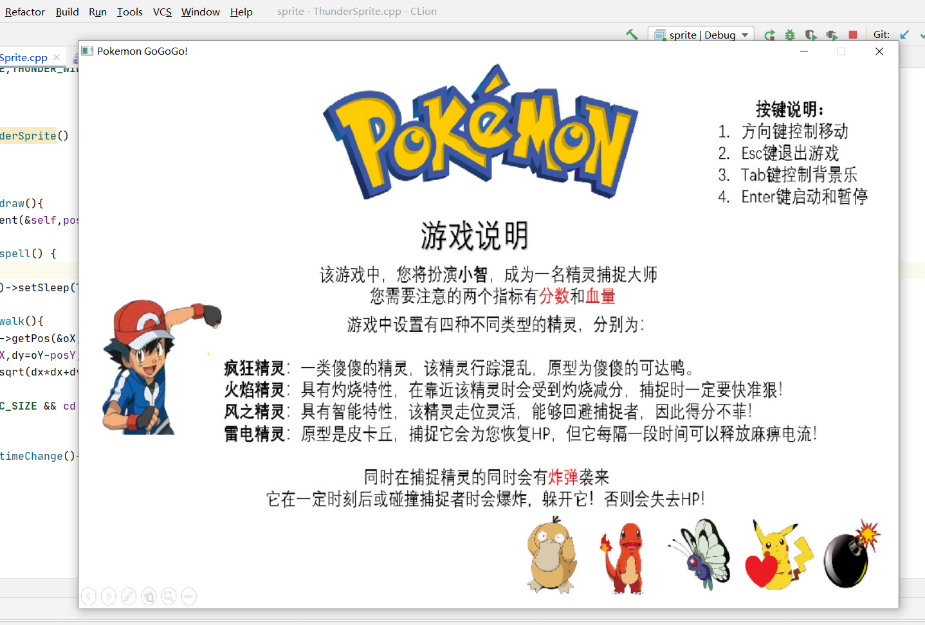 Refactor Build Run Tools VCS Window Help sprite - ThunderSprite.cpp - CLion
sprite | Debug Git:
Sprite.cpp
Pokemon GoGoGo!
derSprite()
draw(){
ent(&self,pos
spell() {
)->setSleep(
walk(){
->getPos(&oX,
X,dy=oY-posY,
sqrt(dx*dx+dy
C_SIZE && cd
timeChange()
POKéMON
按键说明：
1. 方向键控制移动
2. Esc键退出游戏
3. Tab键控制背景乐
4. Enter键启动和暂停
游戏说明
该游戏中，您将扮演小智，成为一名精灵捕捉大师
您需要注意的两个指标有分数和血量
游戏中设置有四种不同类型的精灵，分别为：
疯狂精灵：一类傻傻的精灵，该精灵行踪混乱，原型为傻傻的可达鸭。
火焰精灵：具有灼烧特性，在靠近该精灵时会受到灼烧减分，捕捉时一定要快准狠！
风之精灵：具有智能特性，该精灵走位灵活，能够回避捕捉者，因此得分不菲！
雷电精灵：原型是皮卡丘，捕捉它会为您恢复HP，但它每隔一段时间可以释放麻痹电流！
同时在捕捉精灵的同时会有炸弹袭来
它在一定时刻后或碰撞捕捉者时会爆炸，躲开它！否则会失去HP！